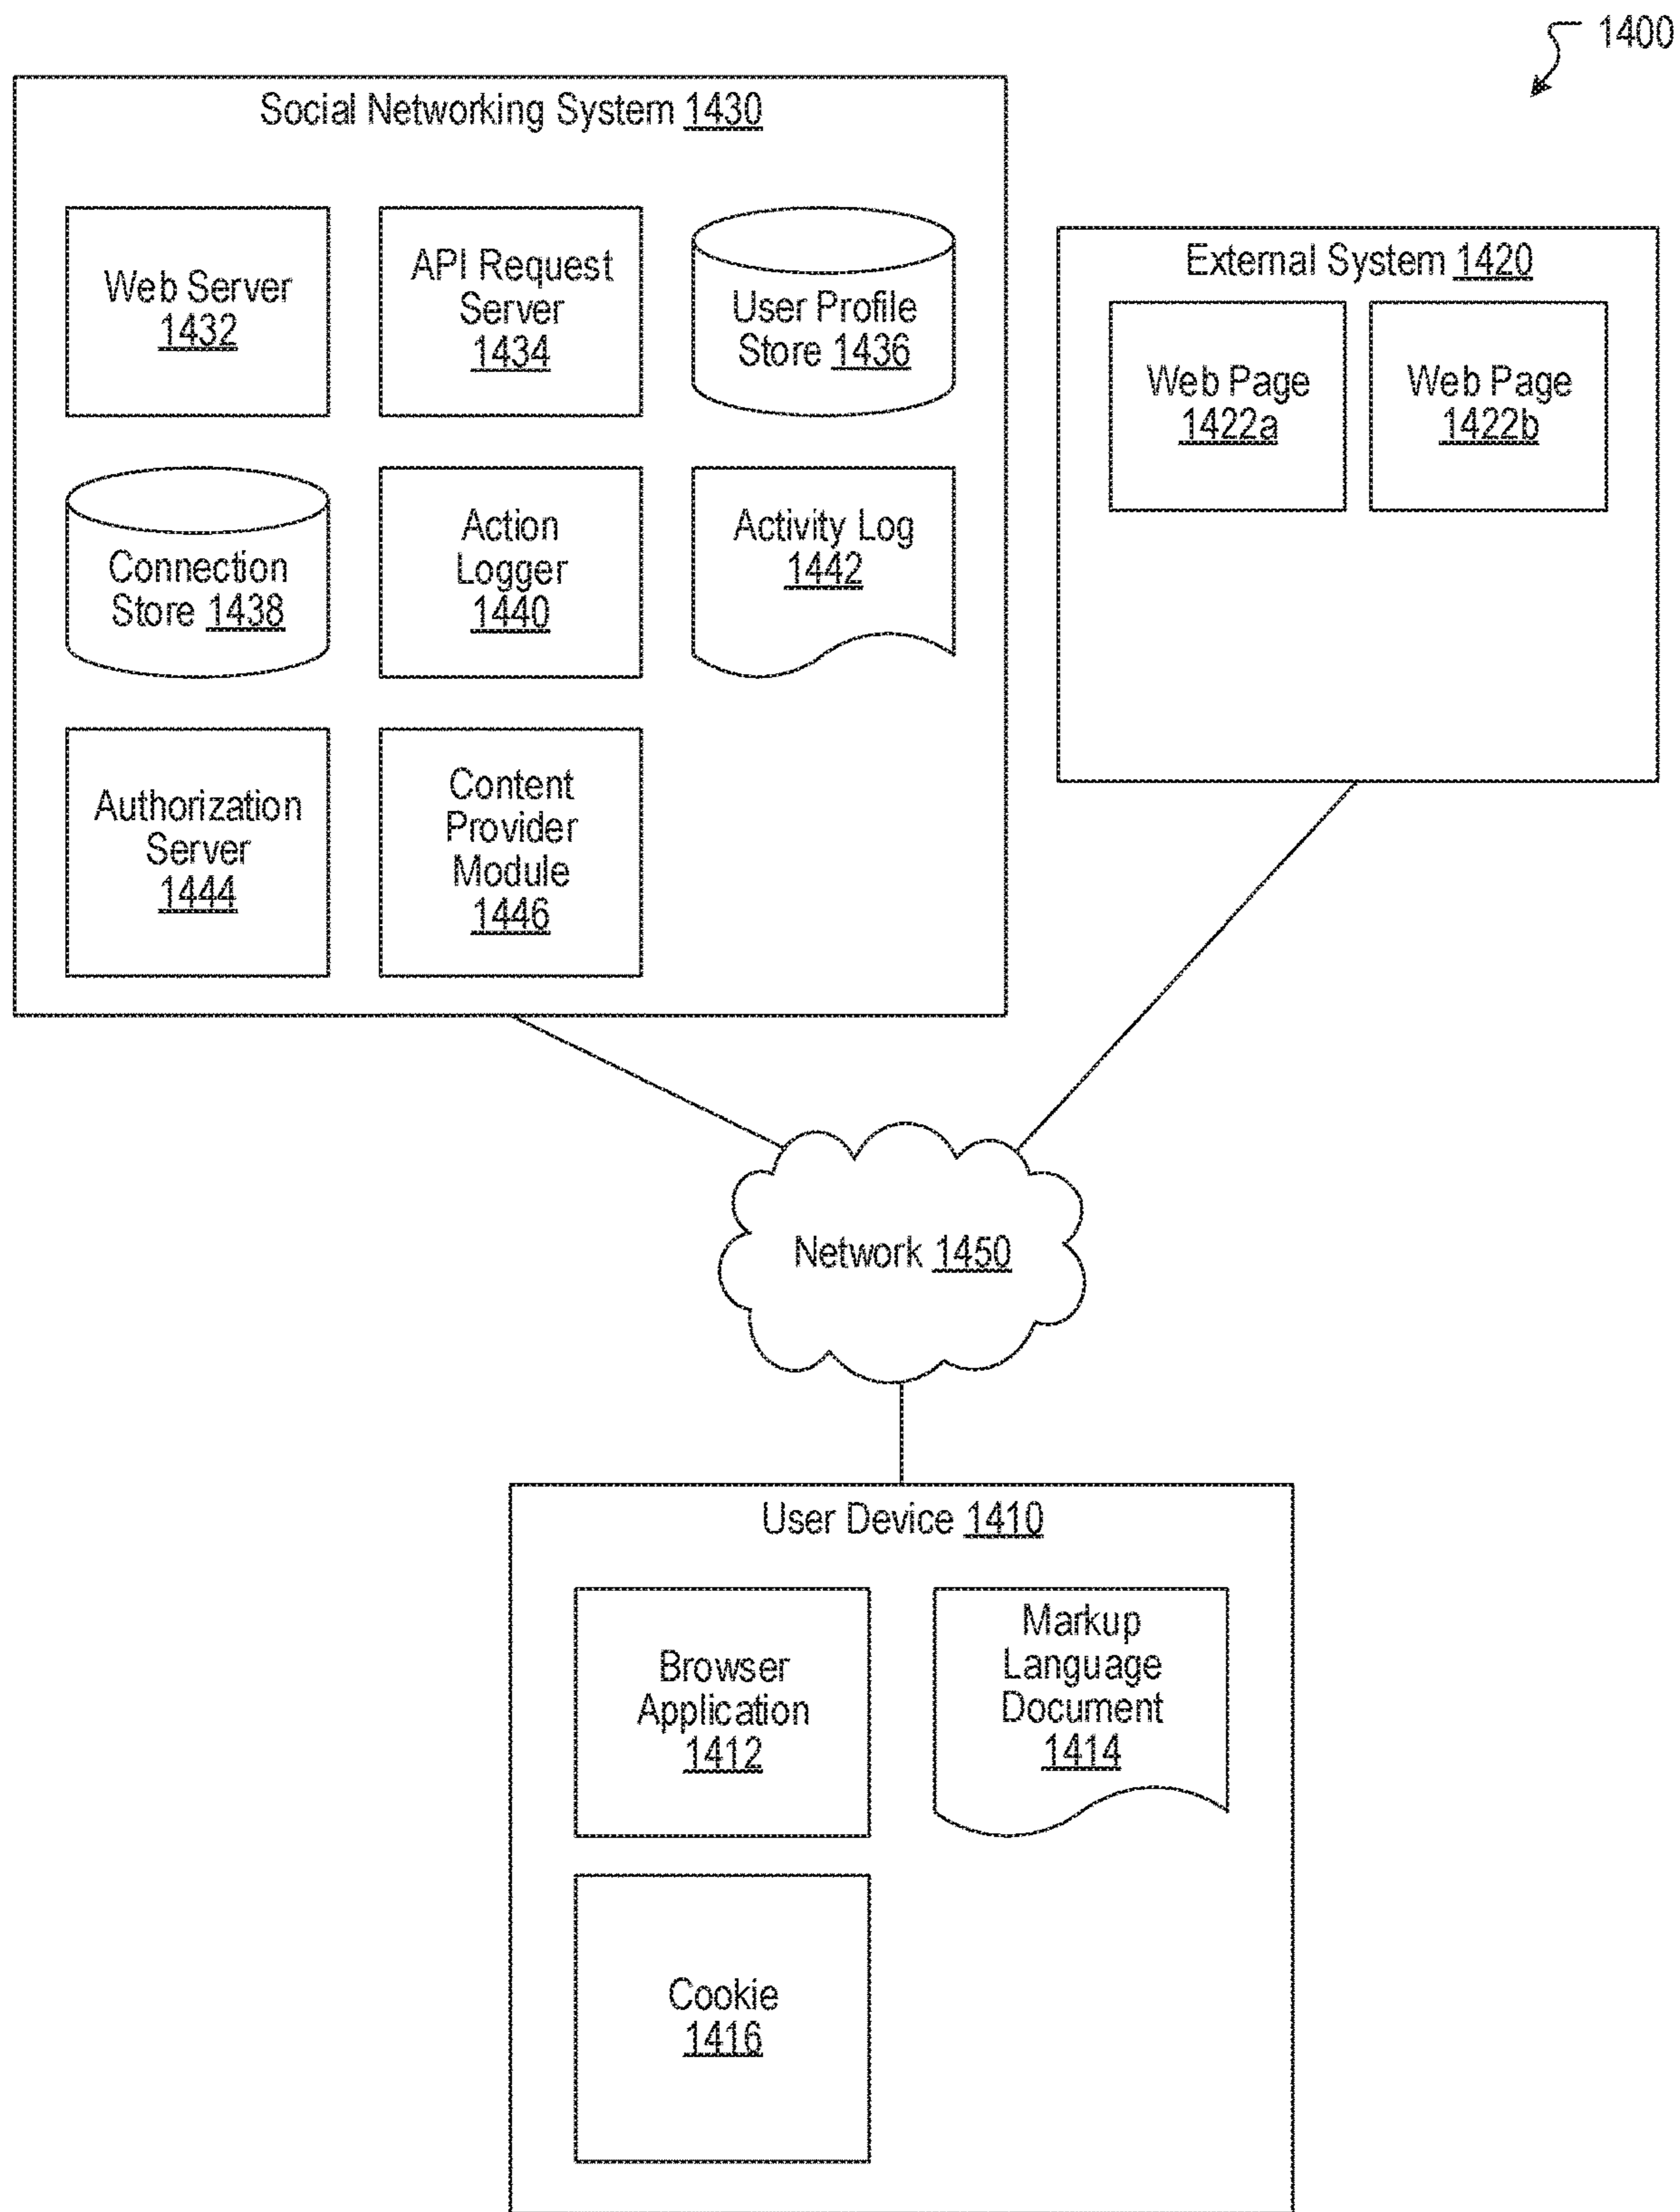 1400
Social Networking System 1430
Web Server
1432
API Request
Server
1434
User Profile
Store 1436
Connection
Store 1438
Action
Logger
1440
Activity Log
1442
Authorization
Server
1444
Content
Provider
Module
1446
External System 1420
Web Page
1422a
Web Page
1422b
Network 1450
User Device 1410
Browser
Application
1412
Markup
Language
Document
1414
Cookie
1416